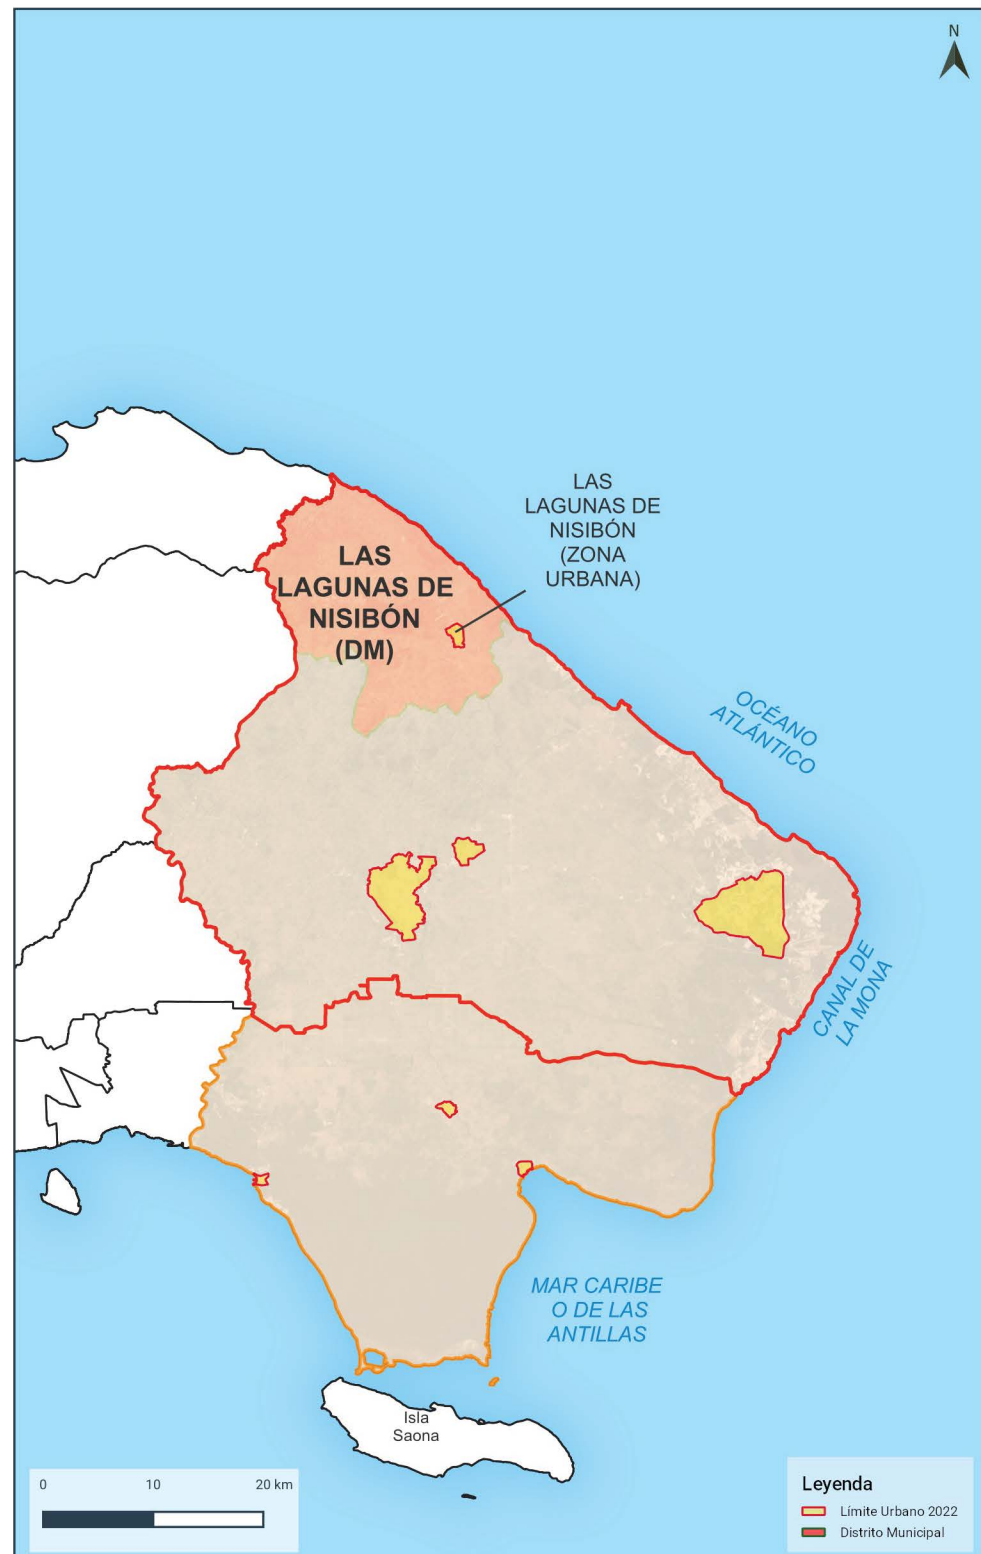 N
LAS
LAGUNAS DE
NISIBÓN
(ZONA
URBANA)
LAS
LAGUNAS DE
NISIBÓN
(DM)
OCÉANO
ATLÁNTICO
CANAL DE
LA MONA
MAR CARIBE
O DE LAS
ANTILLAS
Isla
Saona
0 10 20 km
Leyenda
Límite Urbano 2022
Distrito Municipal